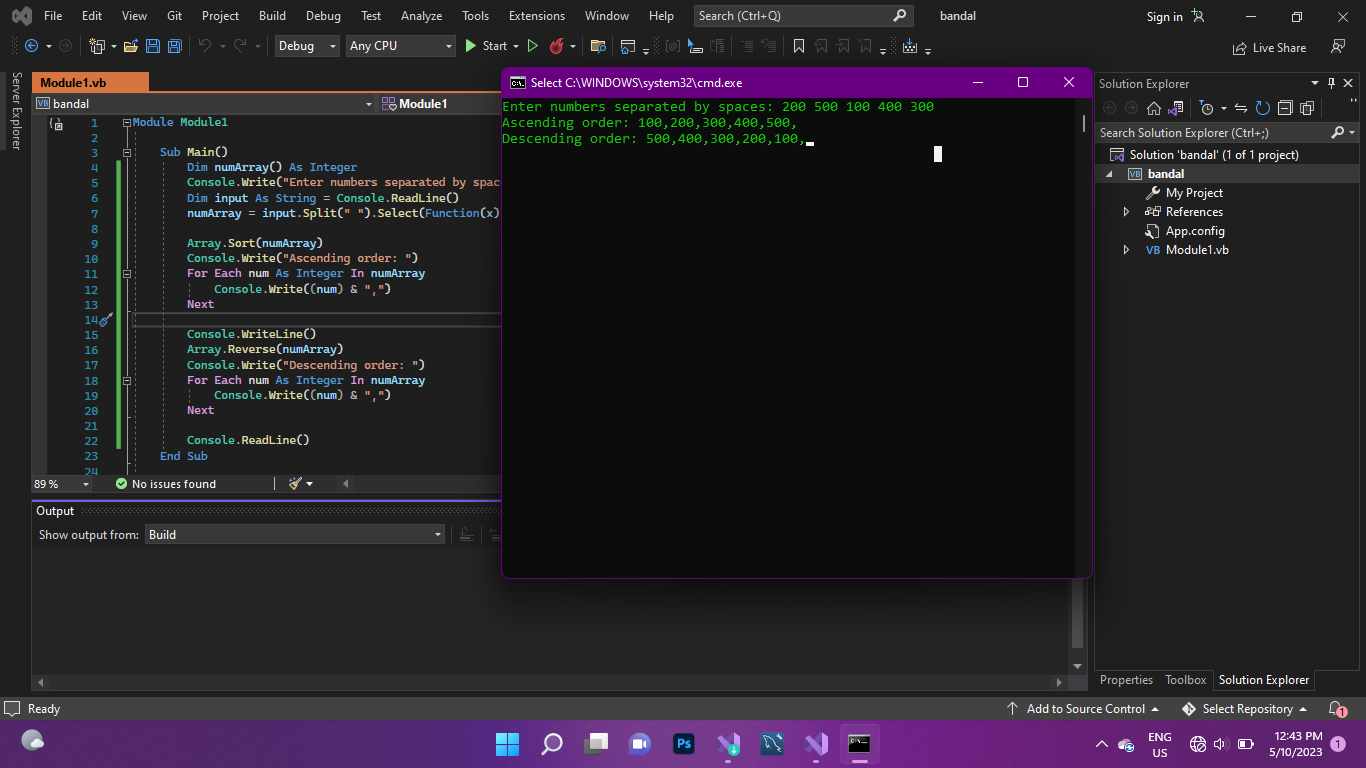 File Edit View Git Project Build Debug Test Analyze Tools Extensions Window Help Search (Ctrl+Q) bandal Sign in
Debug Any CPU Start Live Share
Server Explorer
Module1.vb
VB bandal Module1
1 Module Module1
2
3 Sub Main()
4 Dim numArray() As Integer
5 Console.Write("Enter numbers separated by spac
6 Dim input As String = Console.ReadLine()
7 numArray = input.Split(" ").Select(Function(x)
8
9 Array.Sort(numArray)
10 Console.Write("Ascending order: ")
11 For Each num As Integer In numArray
12 Console.Write((num) & ",")
13 Next
14
15 Console.WriteLine()
16 Array.Reverse(numArray)
17 Console.Write("Descending order: ")
18 For Each num As Integer In numArray
19 Console.Write((num) & ",")
20 Next
21
22 Console.ReadLine()
23 End Sub
24
89 % No issues found
Output
Show output from: Build
C:\. Select C:\WINDOWS\system32\cmd.exe
Enter numbers separated by spaces: 200 500 100 400 300
Ascending order: 100,200,300,400,500,
Descending order: 500,400,300,200,100,
Solution Explorer
Search Solution Explorer (Ctrl+;)
Solution 'bandal' (1 of 1 project)
VB bandal
My Project
References
App.config
VB Module1.vb
Properties Toolbox Solution Explorer
Ready Add to Source Control Select Repository 1
Ps
ENG
US
12:43 PM
5/10/2023
1